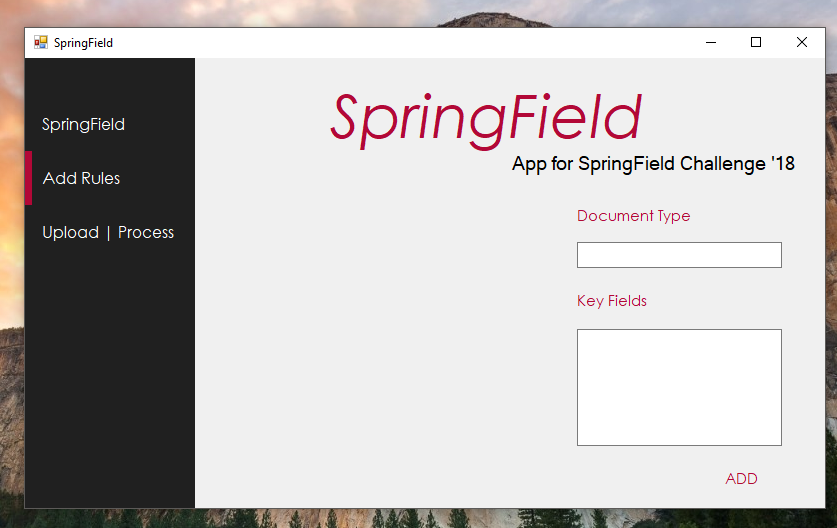 SpringField
SpringField
Add Rules
Upload | Process
SpringField
App for SpringField Challenge '18
Document Type
Key Fields
ADD